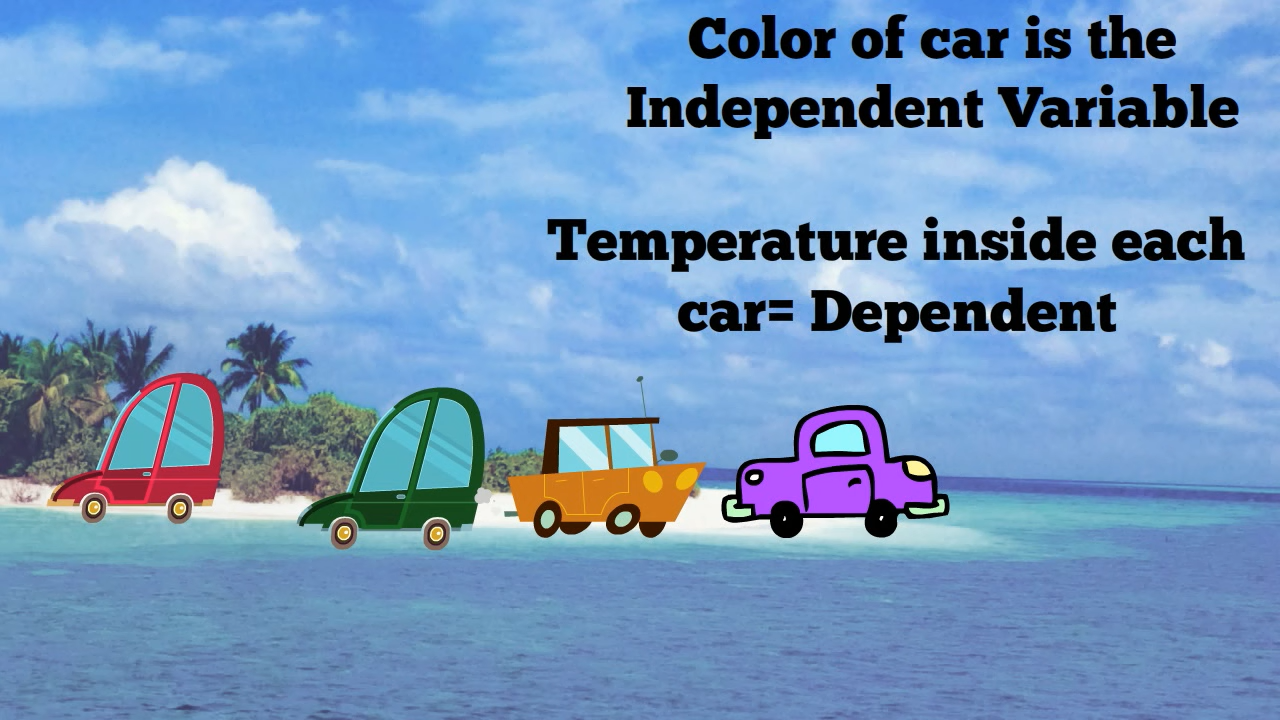 Color of car is the
Independent Variable
Temperature inside each
car= Dependent